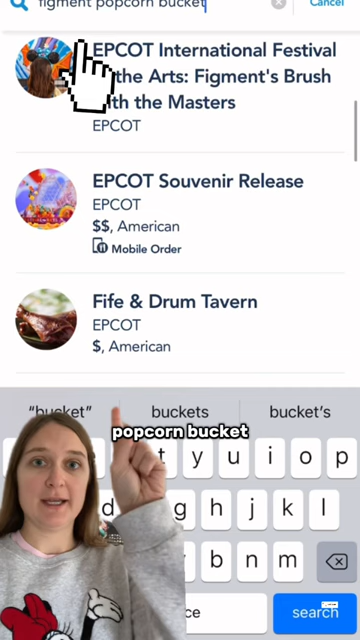 figment popcorn bucket
Cancel
EPCOT International Festival
the Arts: Figment's Brush
the Masters
EPCOT
EPCOT Souvenir Release
EPCOT
$$, American
Mobile Order
Fife & Drum Tavern
EPCOT
$, American
"bucket" buckets bucket's
popcorn bucket
t y u i o p
d g h j k l
b n m
search